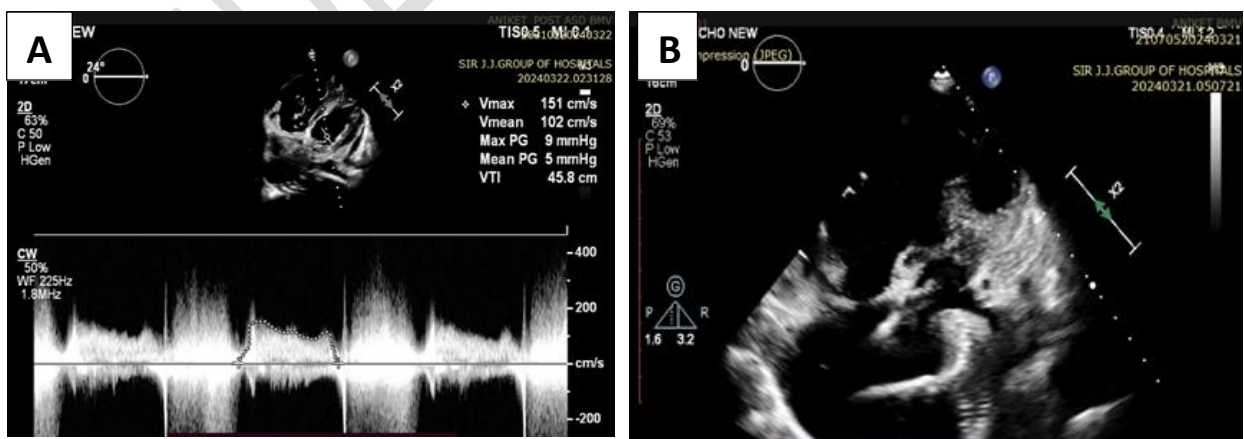 A
EW
ANIKET POST ASD BMV
TIS0.5 MI 0.1
SIR J.J.GROUP OF HOSPITALS
20240322.023128
24°
0
2D
63%
C 50
P Low
HGen
X2
Vmax 151 cm/s
Vmean 102 cm/s
Max PG 9 mmHg
Mean PG 5 mmHg
VTI 45.8 cm
CW
50%
WF 225Hz
1.8MHz
400
200
cm/s
-200
B
CHO NEW
ANIKET BMV
21070520240321
TIS0.4 MI 1.2
mpression (JPEG)
0
SIR J.J.GROUP OF HOSPITALS
20240321.050721
16cm
2D
69%
C 53
P Low
HGen
X2
G
P R
1.6 3.2